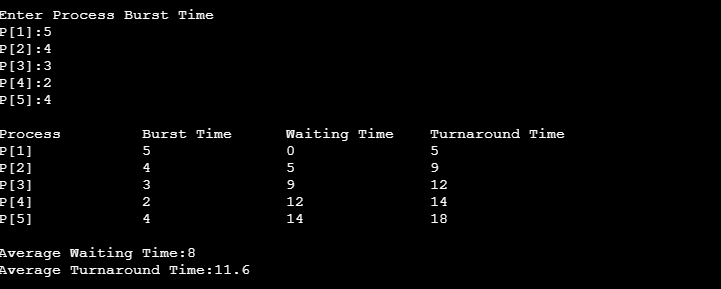 Enter Process Burst Time
P[1]:5
P[2]:4
P[3]:3
P[4]:2
P[5]:4
Process Burst Time Waiting Time Turnaround Time
P[1] 5 0 5
P[2] 4 5 9
P[3] 3 9 12
P[4] 2 12 14
P[5] 4 14 18
Average Waiting Time:8
Average Turnaround Time:11.6